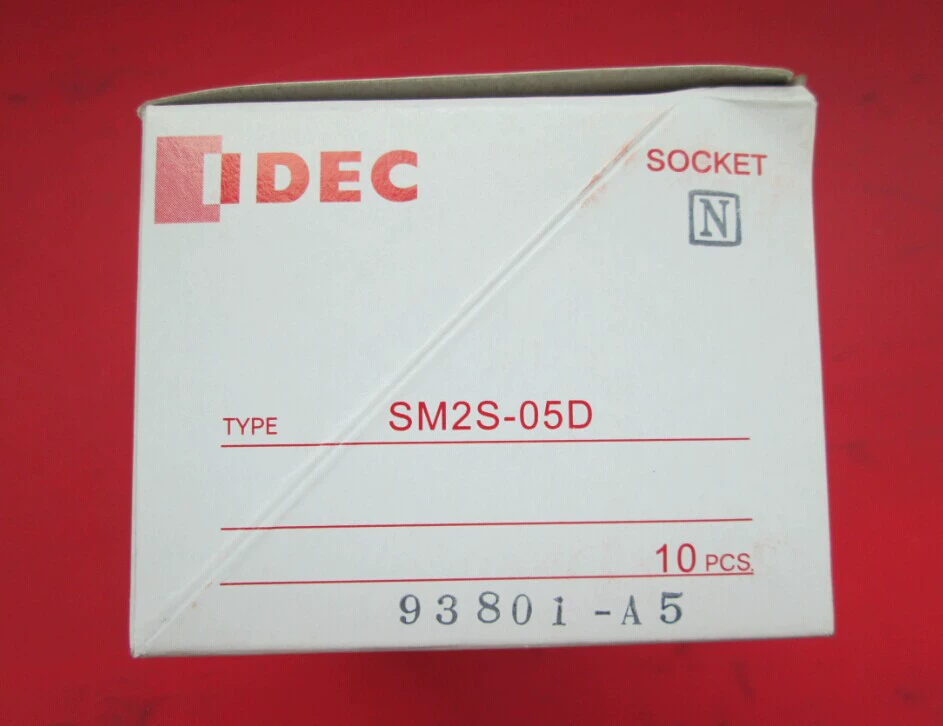 IDEC
SOCKET
N
TYPE SM2S-05D
10 PCS.
93801-A5